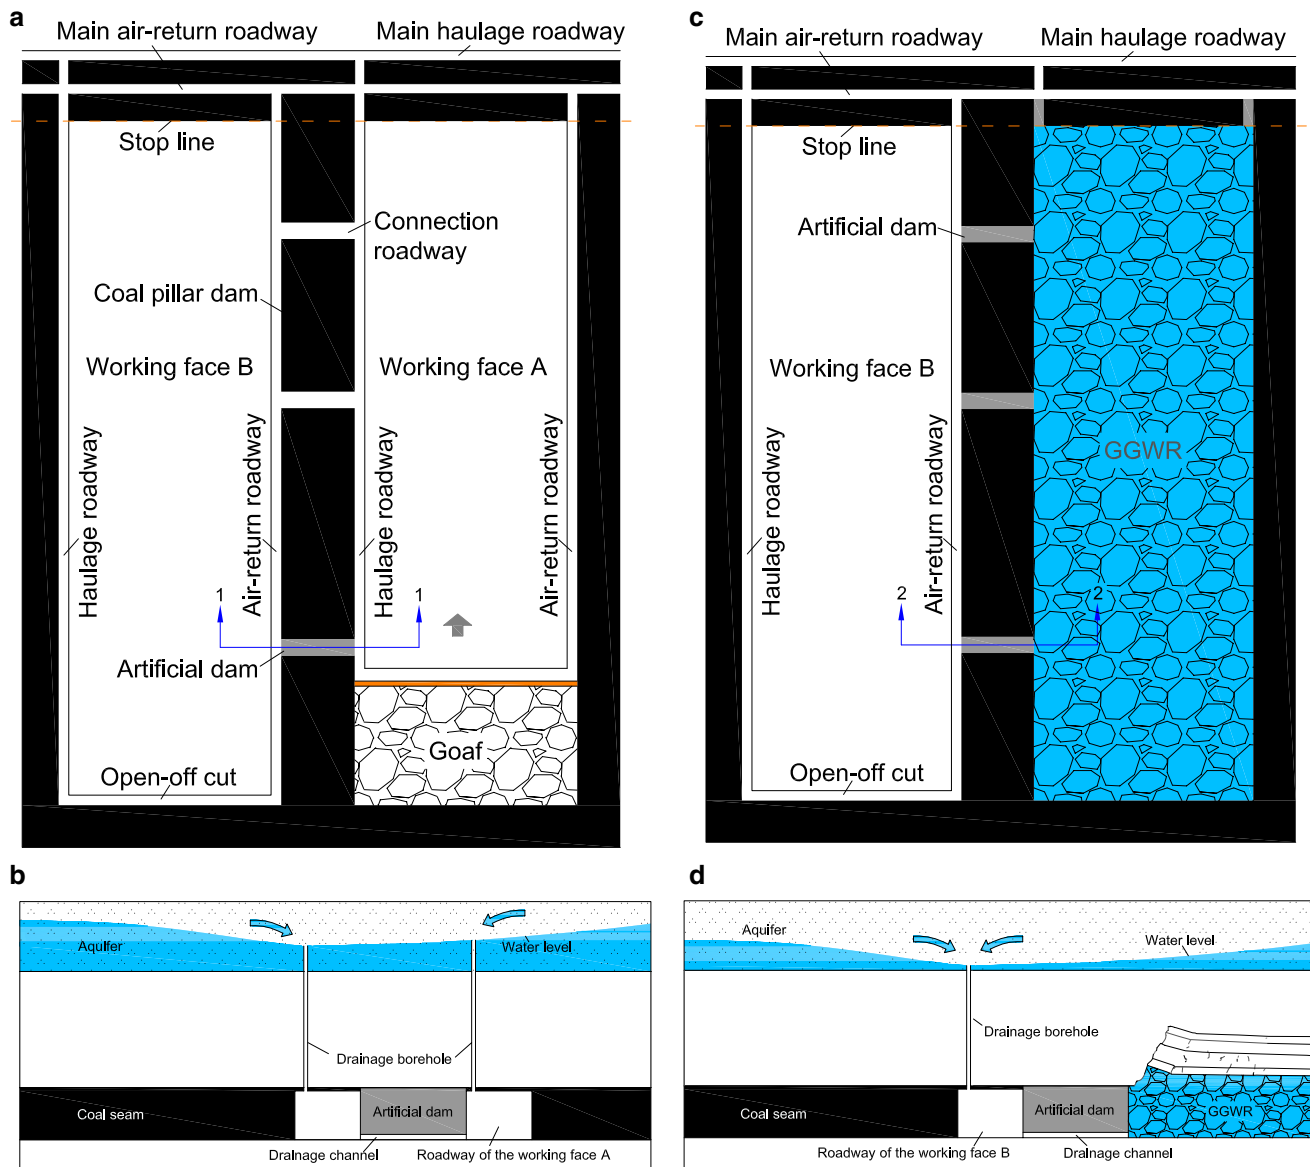 a
Main air-return roadway
Main haulage roadway
Stop line
Connection
roadway
Coal pillar dam
Working face B
Working face A
Haulage roadway
Air-return roadway
Haulage roadway
Air-return roadway
1
1
Artificial dam
Goaf
Open-off cut
c
Main air-return roadway
Main haulage roadway
Stop line
Artificial dam
Working face B
GGWR
Haulage roadway
Air-return roadway
2
2
Open-off cut
b
Aquifer
Water level
Drainage borehole
Coal seam
Artificial dam
Drainage channel
Roadway of the working face A
d
Aquifer
Water level
Drainage borehole
Coal seam
Artificial dam
GGWR
Roadway of the working face B
Drainage channel